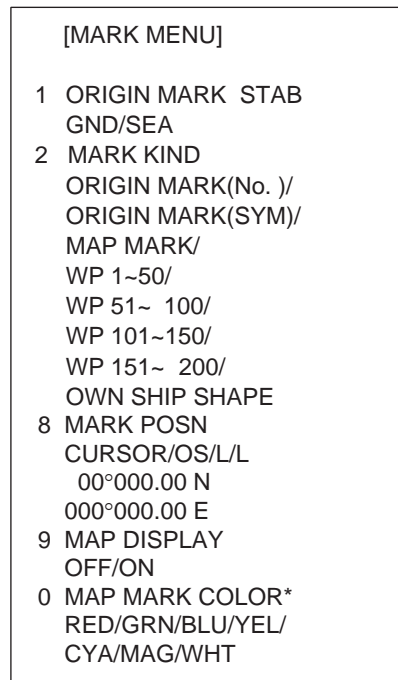 [MARK MENU]
1 ORIGIN MARK STAB
GND/SEA
2 MARK KIND
ORIGIN MARK(No. )/
ORIGIN MARK(SYM)/
MAP MARK/
WP 1~50/
WP 51~ 100/
WP 101~150/
WP 151~ 200/
OWN SHIP SHAPE
8 MARK POSN
CURSOR/OS/L/L
00°000.00 N
000°000.00 E
9 MAP DISPLAY
OFF/ON
0 MAP MARK COLOR*
RED/GRN/BLU/YEL/
CYA/MAG/WHT